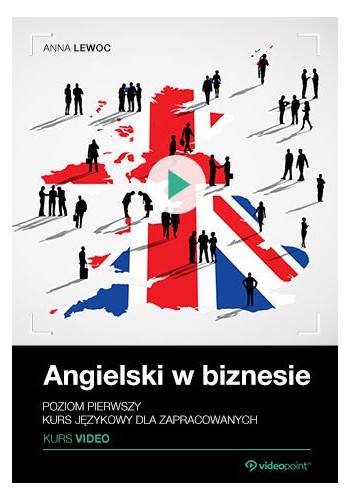 ANNA LEWOC
Angielski w biznesie
POZIOM PIERWSZY
KURS JĘZYKOWY DLA ZAPRACOWANYCH
KURS VIDEO
videopoint